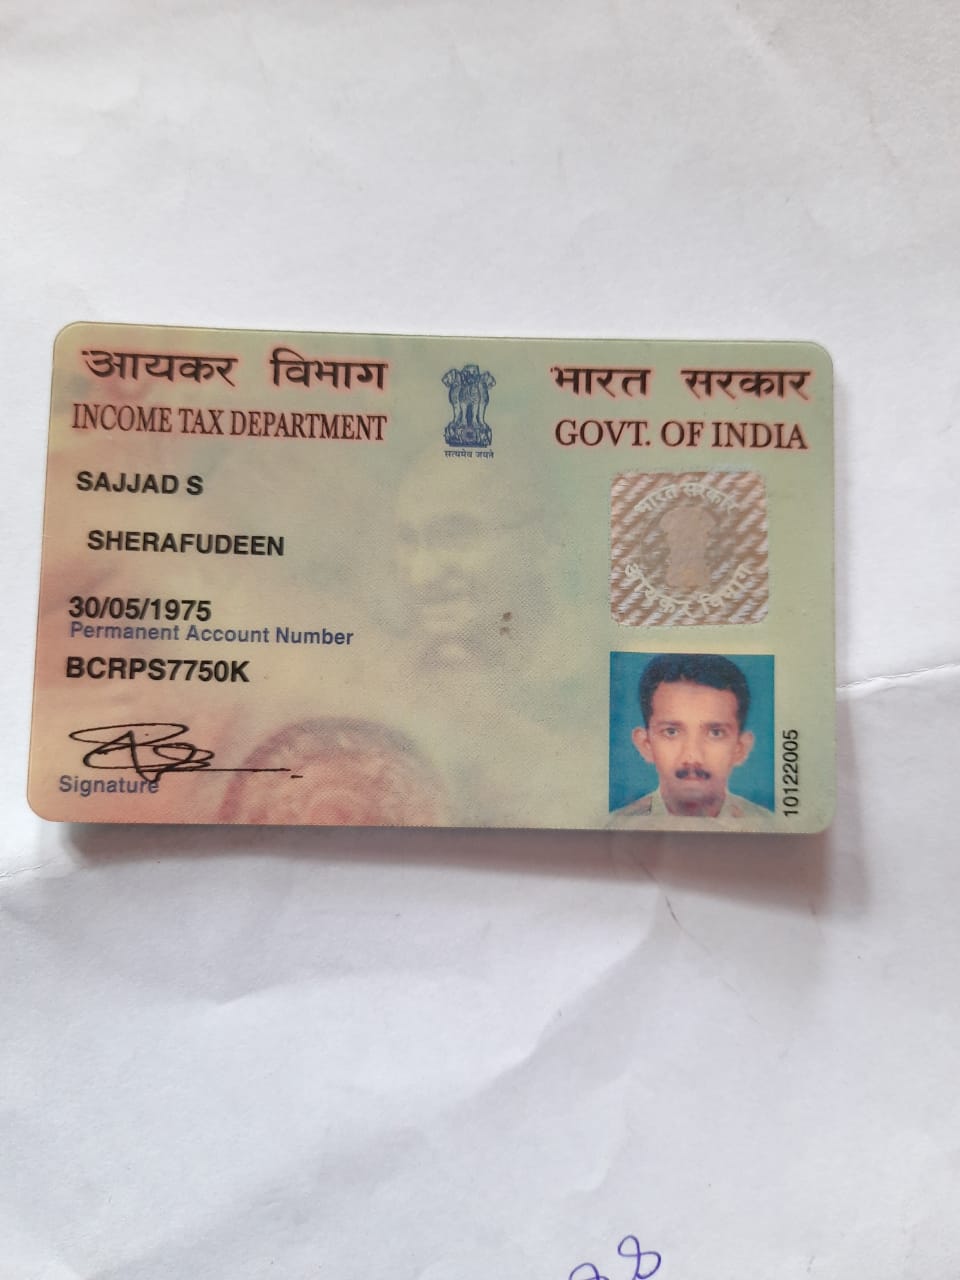 आयकर विभाग
भारत सरकार
INCOME TAX DEPARTMENT
GOVT. OF INDIA
सत्यमेव जयते
SAJJAD S
SHERAFUDEEN
30/05/1975
Permanent Account Number
BCRPS7750K
Signature
भारत सरकार
आयकर विभाग
10122005
8